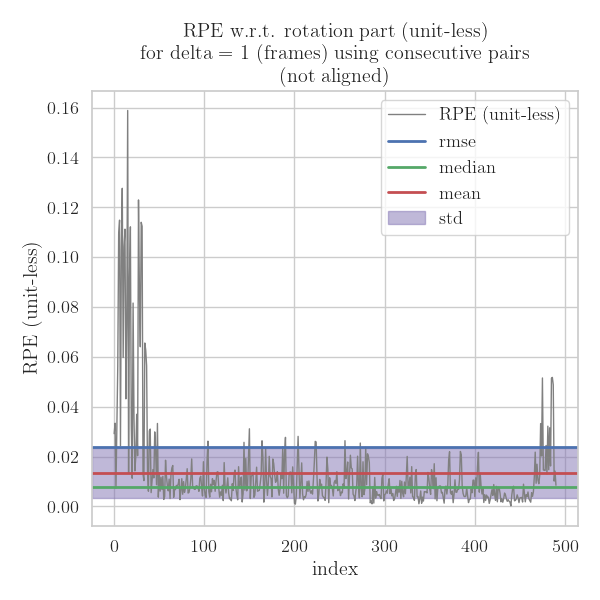 RPE w.r.t. rotation part (unit-less)
for delta = 1 (frames) using consecutive pairs
(not aligned)
RPE (unit-less)
rmse
median
mean
std
0.16
0.14
0.12
0.10
0.08
0.06
0.04
0.02
0.00
RPE (unit-less)
0
100
200
300
400
500
index